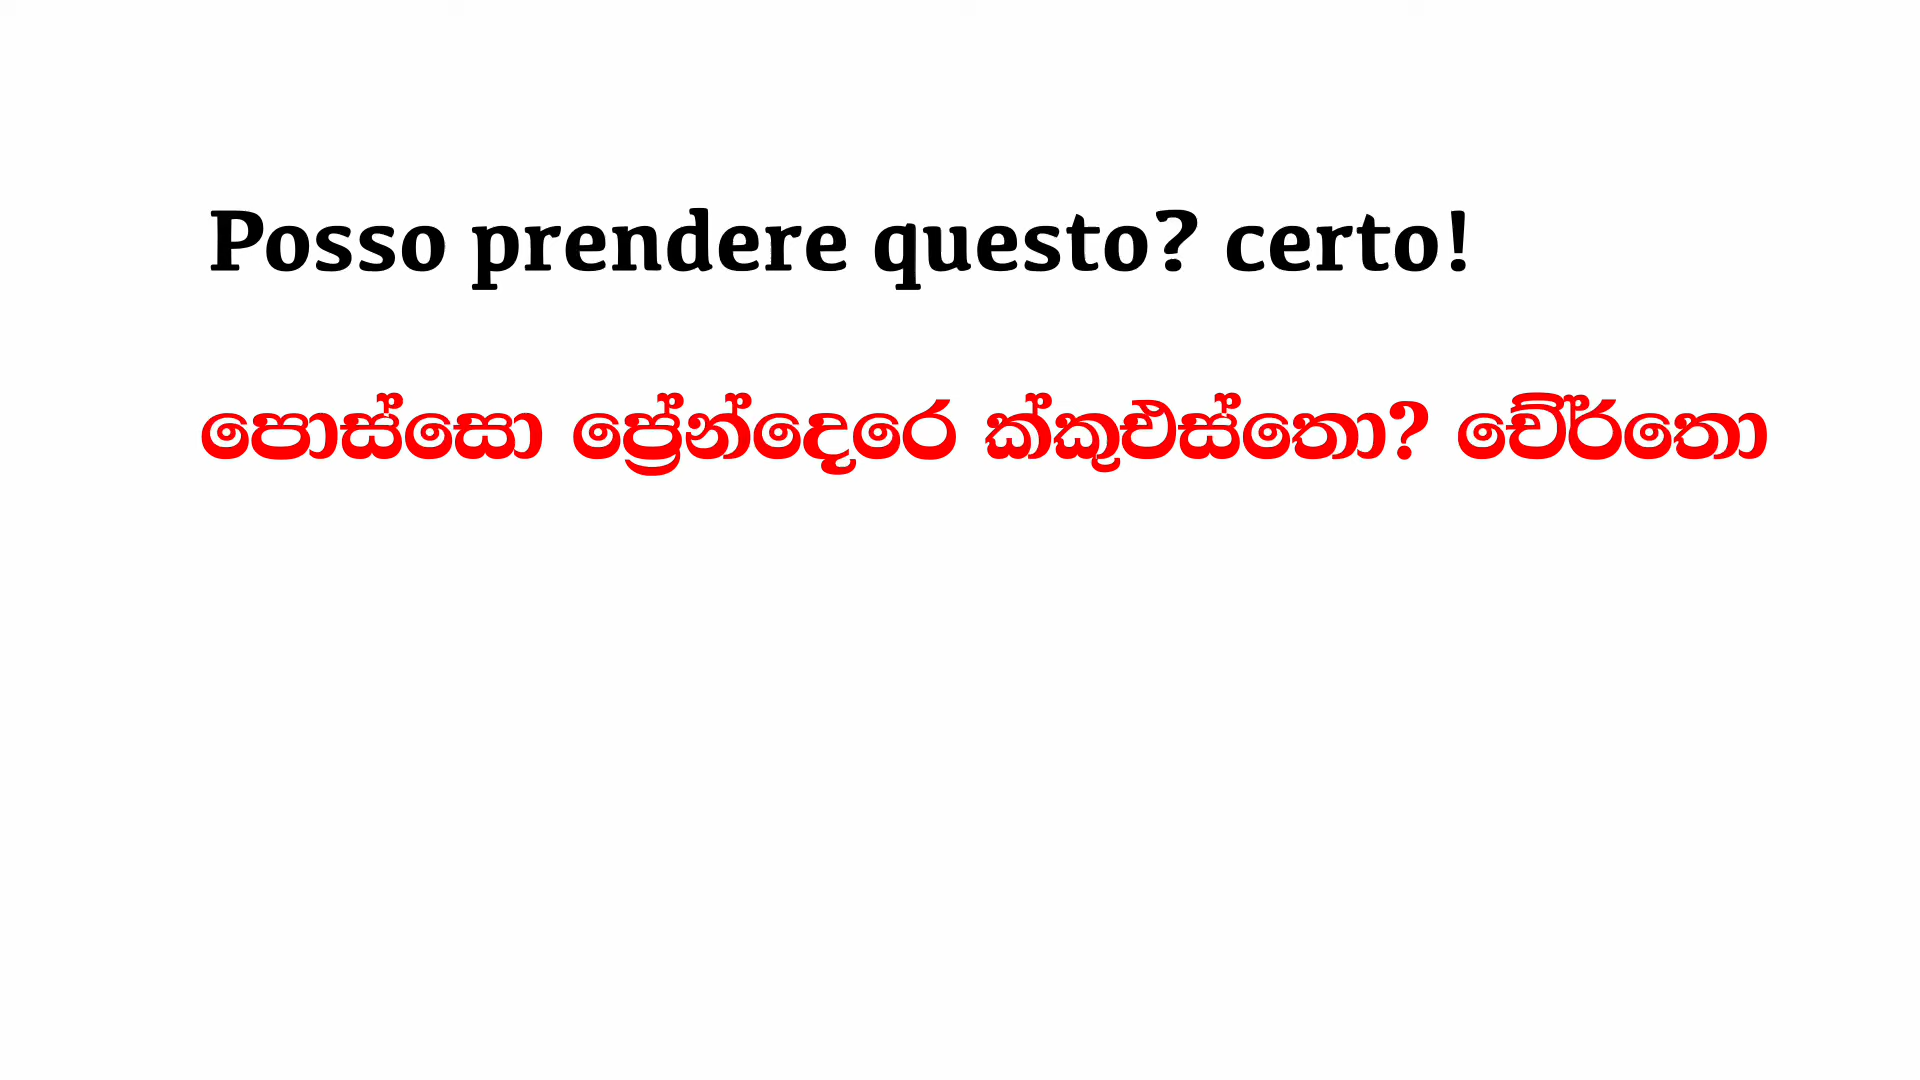 Posso prendere questo? certo!
පොස්සො ප්‍රේන්දෙරෙ ක්කුඑස්තො? චේර්තො